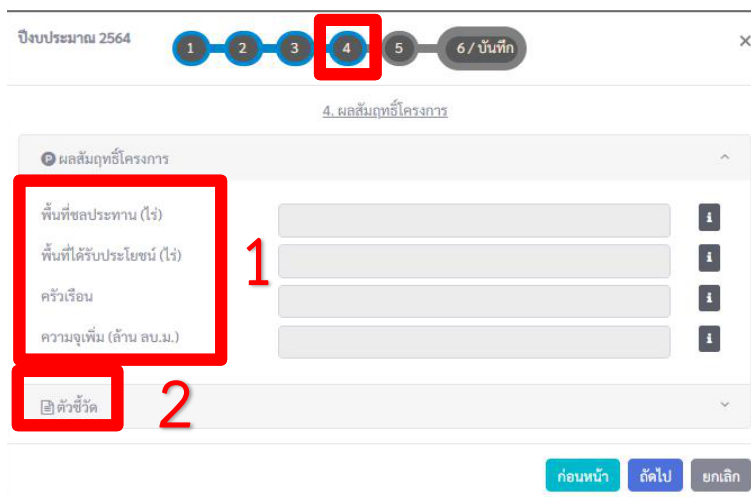 ปีงบประมาณ 2564
1 2 3 4 5 6 / บันทึก
×
4. ผลสัมฤทธิ์โครงการ
P ผลสัมฤทธิ์โครงการ
พื้นที่ชลประทาน (ไร่)
i
พื้นที่ได้รับประโยชน์ (ไร่)
i
1
ครัวเรือน
i
ความจุเพิ่ม (ล้าน ลบ.ม.)
i
ตัวชี้วัด
2
ก่อนหน้า ถัดไป ยกเลิก